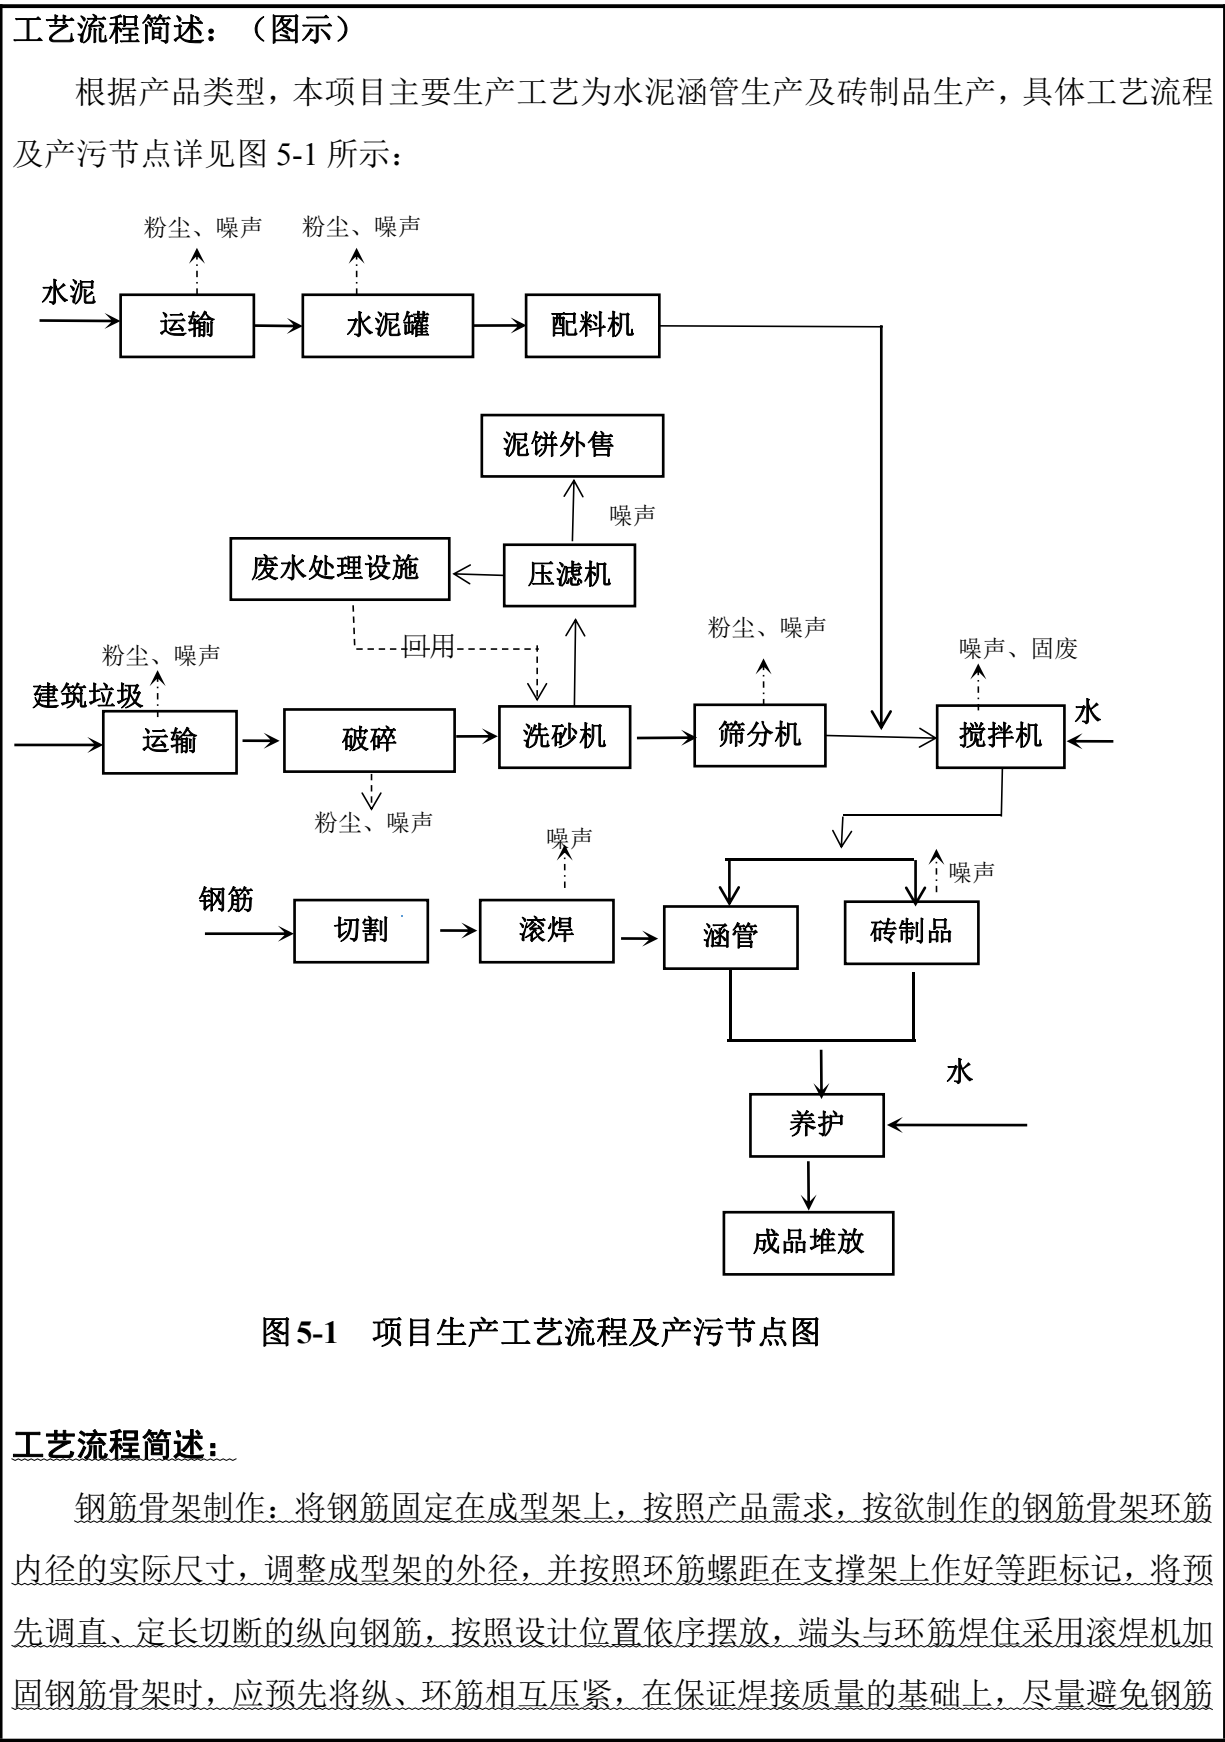 工艺流程简述：（图示）
根据产品类型，本项目主要生产工艺为水泥涵管生产及砖制品生产，具体工艺流程
及产污节点详见图 5-1 所示：
粉尘、噪声
粉尘、噪声
水泥
运输
水泥罐
配料机
泥饼外售
噪声
废水处理设施
压滤机
回用
粉尘、噪声
粉尘、噪声
噪声、固废
建筑垃圾
运输
破碎
洗砂机
筛分机
搅拌机
水
粉尘、噪声
噪声
噪声
钢筋
切割
滚焊
涵管
砖制品
水
养护
成品堆放
图 5-1 项目生产工艺流程及产污节点图
工艺流程简述：
钢筋骨架制作：将钢筋固定在成型架上，按照产品需求，按欲制作的钢筋骨架环筋
内径的实际尺寸，调整成型架的外径，并按照环筋螺距在支撑架上作好等距标记，将预
先调直、定长切断的纵向钢筋，按照设计位置依序摆放，端头与环筋焊住采用滚焊机加
固钢筋骨架时，应预先将纵、环筋相互压紧，在保证焊接质量的基础上，尽量避免钢筋